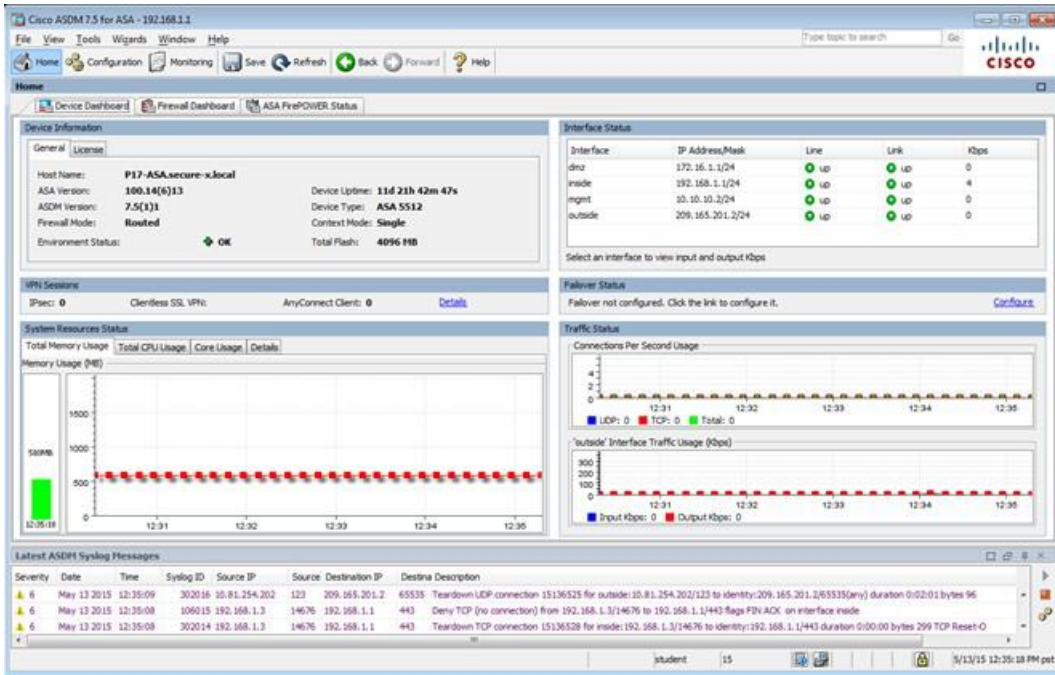 Cisco ASDM 7.5 for ASA - 192.168.1.1
File View Tools Wizards Window Help
Type topic to search Go
Home Configuration Monitoring Save Refresh Back Forward Help
CISCO
Home
Device Dashboard Firewall Dashboard ASA FirePOWER Status
Device Information
General License
Host Name: P17-ASA.secure-x.local
ASA Version: 100.14(6)13 Device Uptime: 11d 21h 42m 47s
ASDM Version: 7.5(1)1 Device Type: ASA 5512
Firewall Mode: Routed Context Mode: Single
Environment Status: OK Total Flash: 4096 MB
Interface Status
Interface IP Address/Mask Line Link Kbps
dmz 172.16.1.1/24 up up 0
inside 192.168.1.1/24 up up 4
mgmt 10.10.10.2/24 up up 0
outside 209.165.201.2/24 up up 0
Select an interface to view input and output Kbps
VPN Sessions
IPsec: 0 Clientless SSL VPN: AnyConnect Client: 0 Details
Failover Status
Failover not configured. Click the link to configure it. Configure
System Resources Status
Total Memory Usage Total CPU Usage Core Usage Details
Memory Usage (MB)
1500
1000
500
0
12:35:18
12:31 12:32 12:33 12:34 12:35
Traffic Status
Connections Per Second Usage
4
2
0
12:31 12:32 12:33 12:34 12:35
UDP: 0 TCP: 0 Total: 0
'outside' Interface Traffic Usage (Kbps)
300
200
100
0
12:31 12:32 12:33 12:34 12:35
Input Kbps: 0 Output Kbps: 0
Latest ASDM Syslog Messages
Severity Date Time Syslog ID Source IP Source Destination IP Destina Description
6 May 13 2015 12:35:09 302016 10.81.254.202 123 209.165.201.2 65535 Teardown UDP connection 15136525 for outside:10.81.254.202/123 to identity:209.165.201.2/65535(any) duration 0:02:01 bytes 96
6 May 13 2015 12:35:08 106015 192.168.1.3 14676 192.168.1.1 443 Deny TCP (no connection) from 192.168.1.3/14676 to 192.168.1.1/443 flags FIN ACK on interface inside
6 May 13 2015 12:35:08 302014 192.168.1.3 14676 192.168.1.1 443 Teardown TCP connection 15136528 for inside:192.168.1.3/14676 to identity:192.168.1.1/443 duration 0:00:00 bytes 299 TCP Reset-O
student 15 5/13/15 12:35:18 PM pst